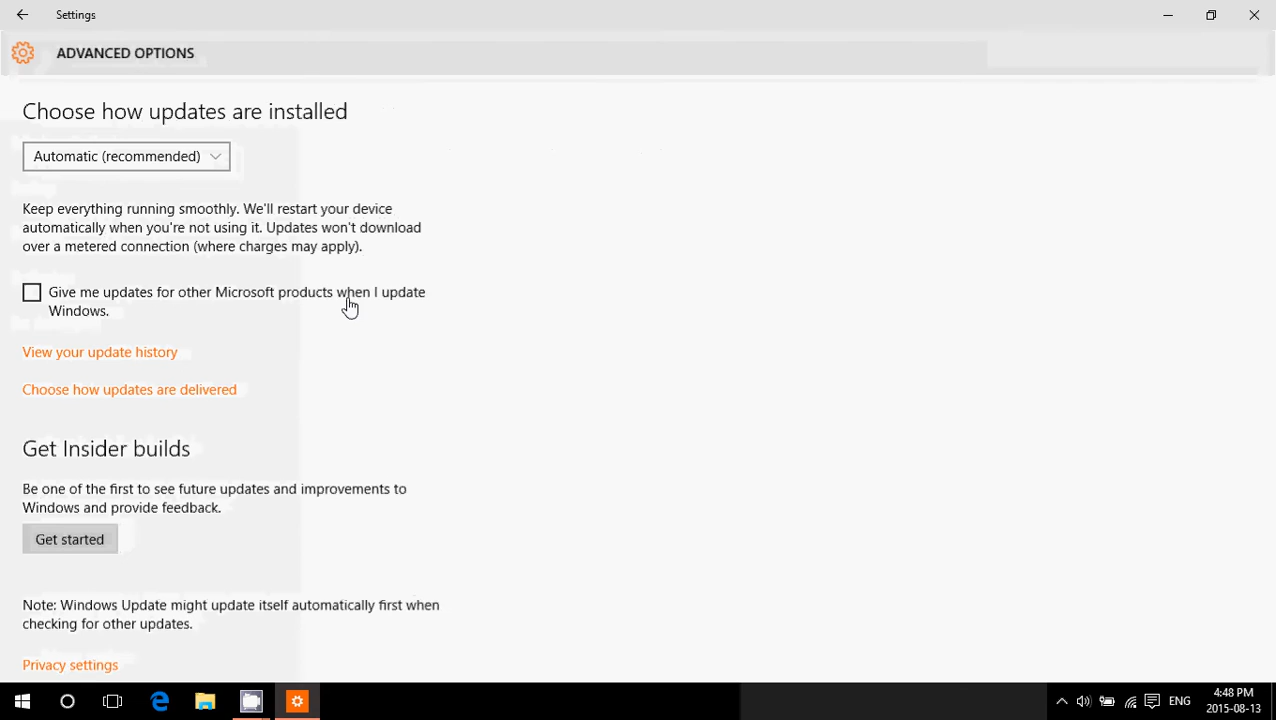 Settings
ADVANCED OPTIONS
Choose how updates are installed
Automatic (recommended)
Keep everything running smoothly. We'll restart your device
automatically when you're not using it. Updates won't download
over a metered connection (where charges may apply).
Give me updates for other Microsoft products when I update
Windows.
View your update history
Choose how updates are delivered
Get Insider builds
Be one of the first to see future updates and improvements to
Windows and provide feedback.
Get started
Note: Windows Update might update itself automatically first when
checking for other updates.
Privacy settings
ENG
4:48 PM
2015-08-13